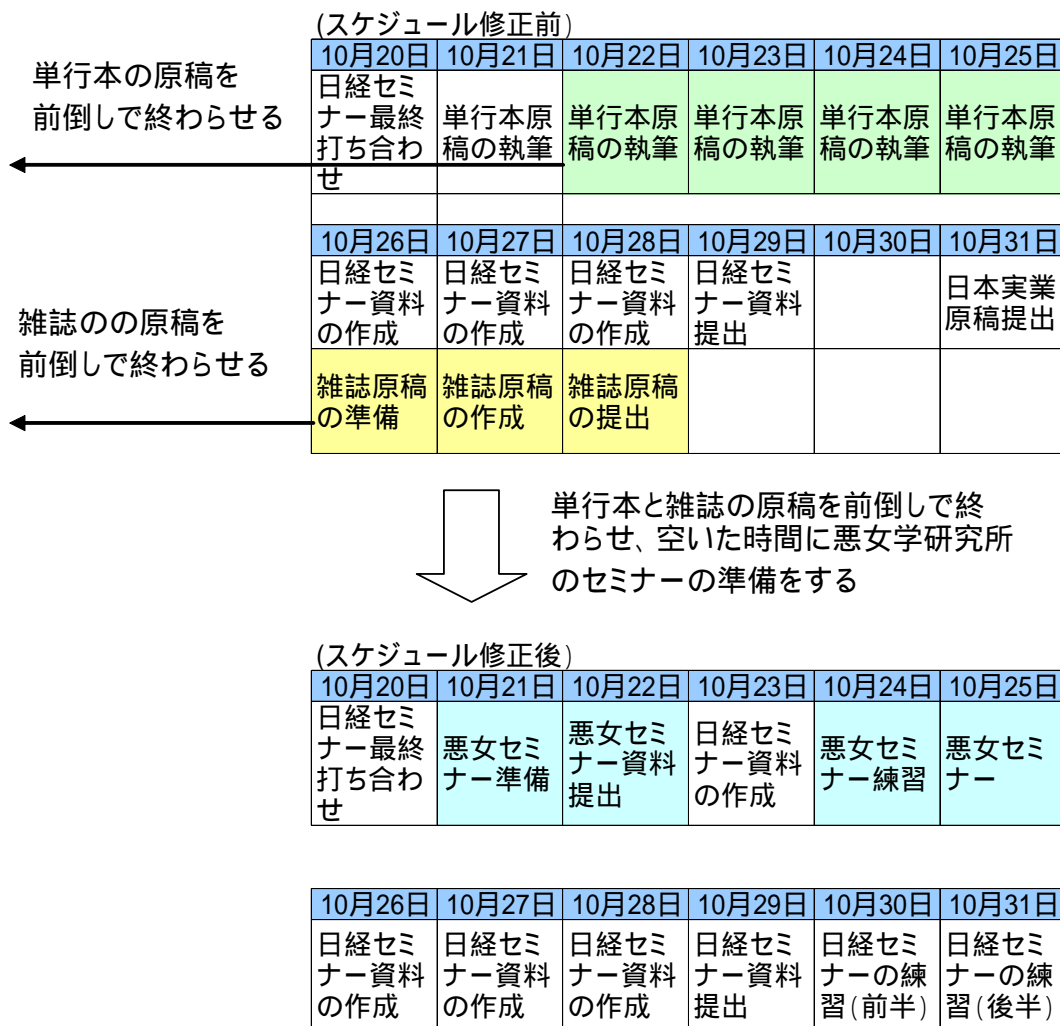 (スケジュール修正前)
単行本の原稿を
前倒しで終わらせる
10月20日 10月21日 10月22日 10月23日 10月24日 10月25日
日経セミ
ナー最終
打ち合わ
せ
単行本原
稿の執筆
単行本原
稿の執筆
単行本原
稿の執筆
単行本原
稿の執筆
単行本原
稿の執筆
雑誌のの原稿を
前倒しで終わらせる
10月26日 10月27日 10月28日 10月29日 10月30日 10月31日
日経セミ
ナー資料
の作成
日経セミ
ナー資料
の作成
日経セミ
ナー資料
の作成
日経セミ
ナー資料
提出
日本実業
原稿提出
雑誌原稿
の準備
雑誌原稿
の作成
雑誌原稿
の提出
単行本と雑誌の原稿を前倒しで終
わらせ、空いた時間に悪女学研究所
のセミナーの準備をする
(スケジュール修正後)
10月20日 10月21日 10月22日 10月23日 10月24日 10月25日
日経セミ
ナー最終
打ち合わ
せ
悪女セミ
ナー準備
悪女セミ
ナー資料
提出
日経セミ
ナー資料
の作成
悪女セミ
ナー練習
悪女セミ
ナー
10月26日 10月27日 10月28日 10月29日 10月30日 10月31日
日経セミ
ナー資料
の作成
日経セミ
ナー資料
の作成
日経セミ
ナー資料
の作成
日経セミ
ナー資料
提出
日経セミ
ナーの練
習(前半)
日経セミ
ナーの練
習(後半)